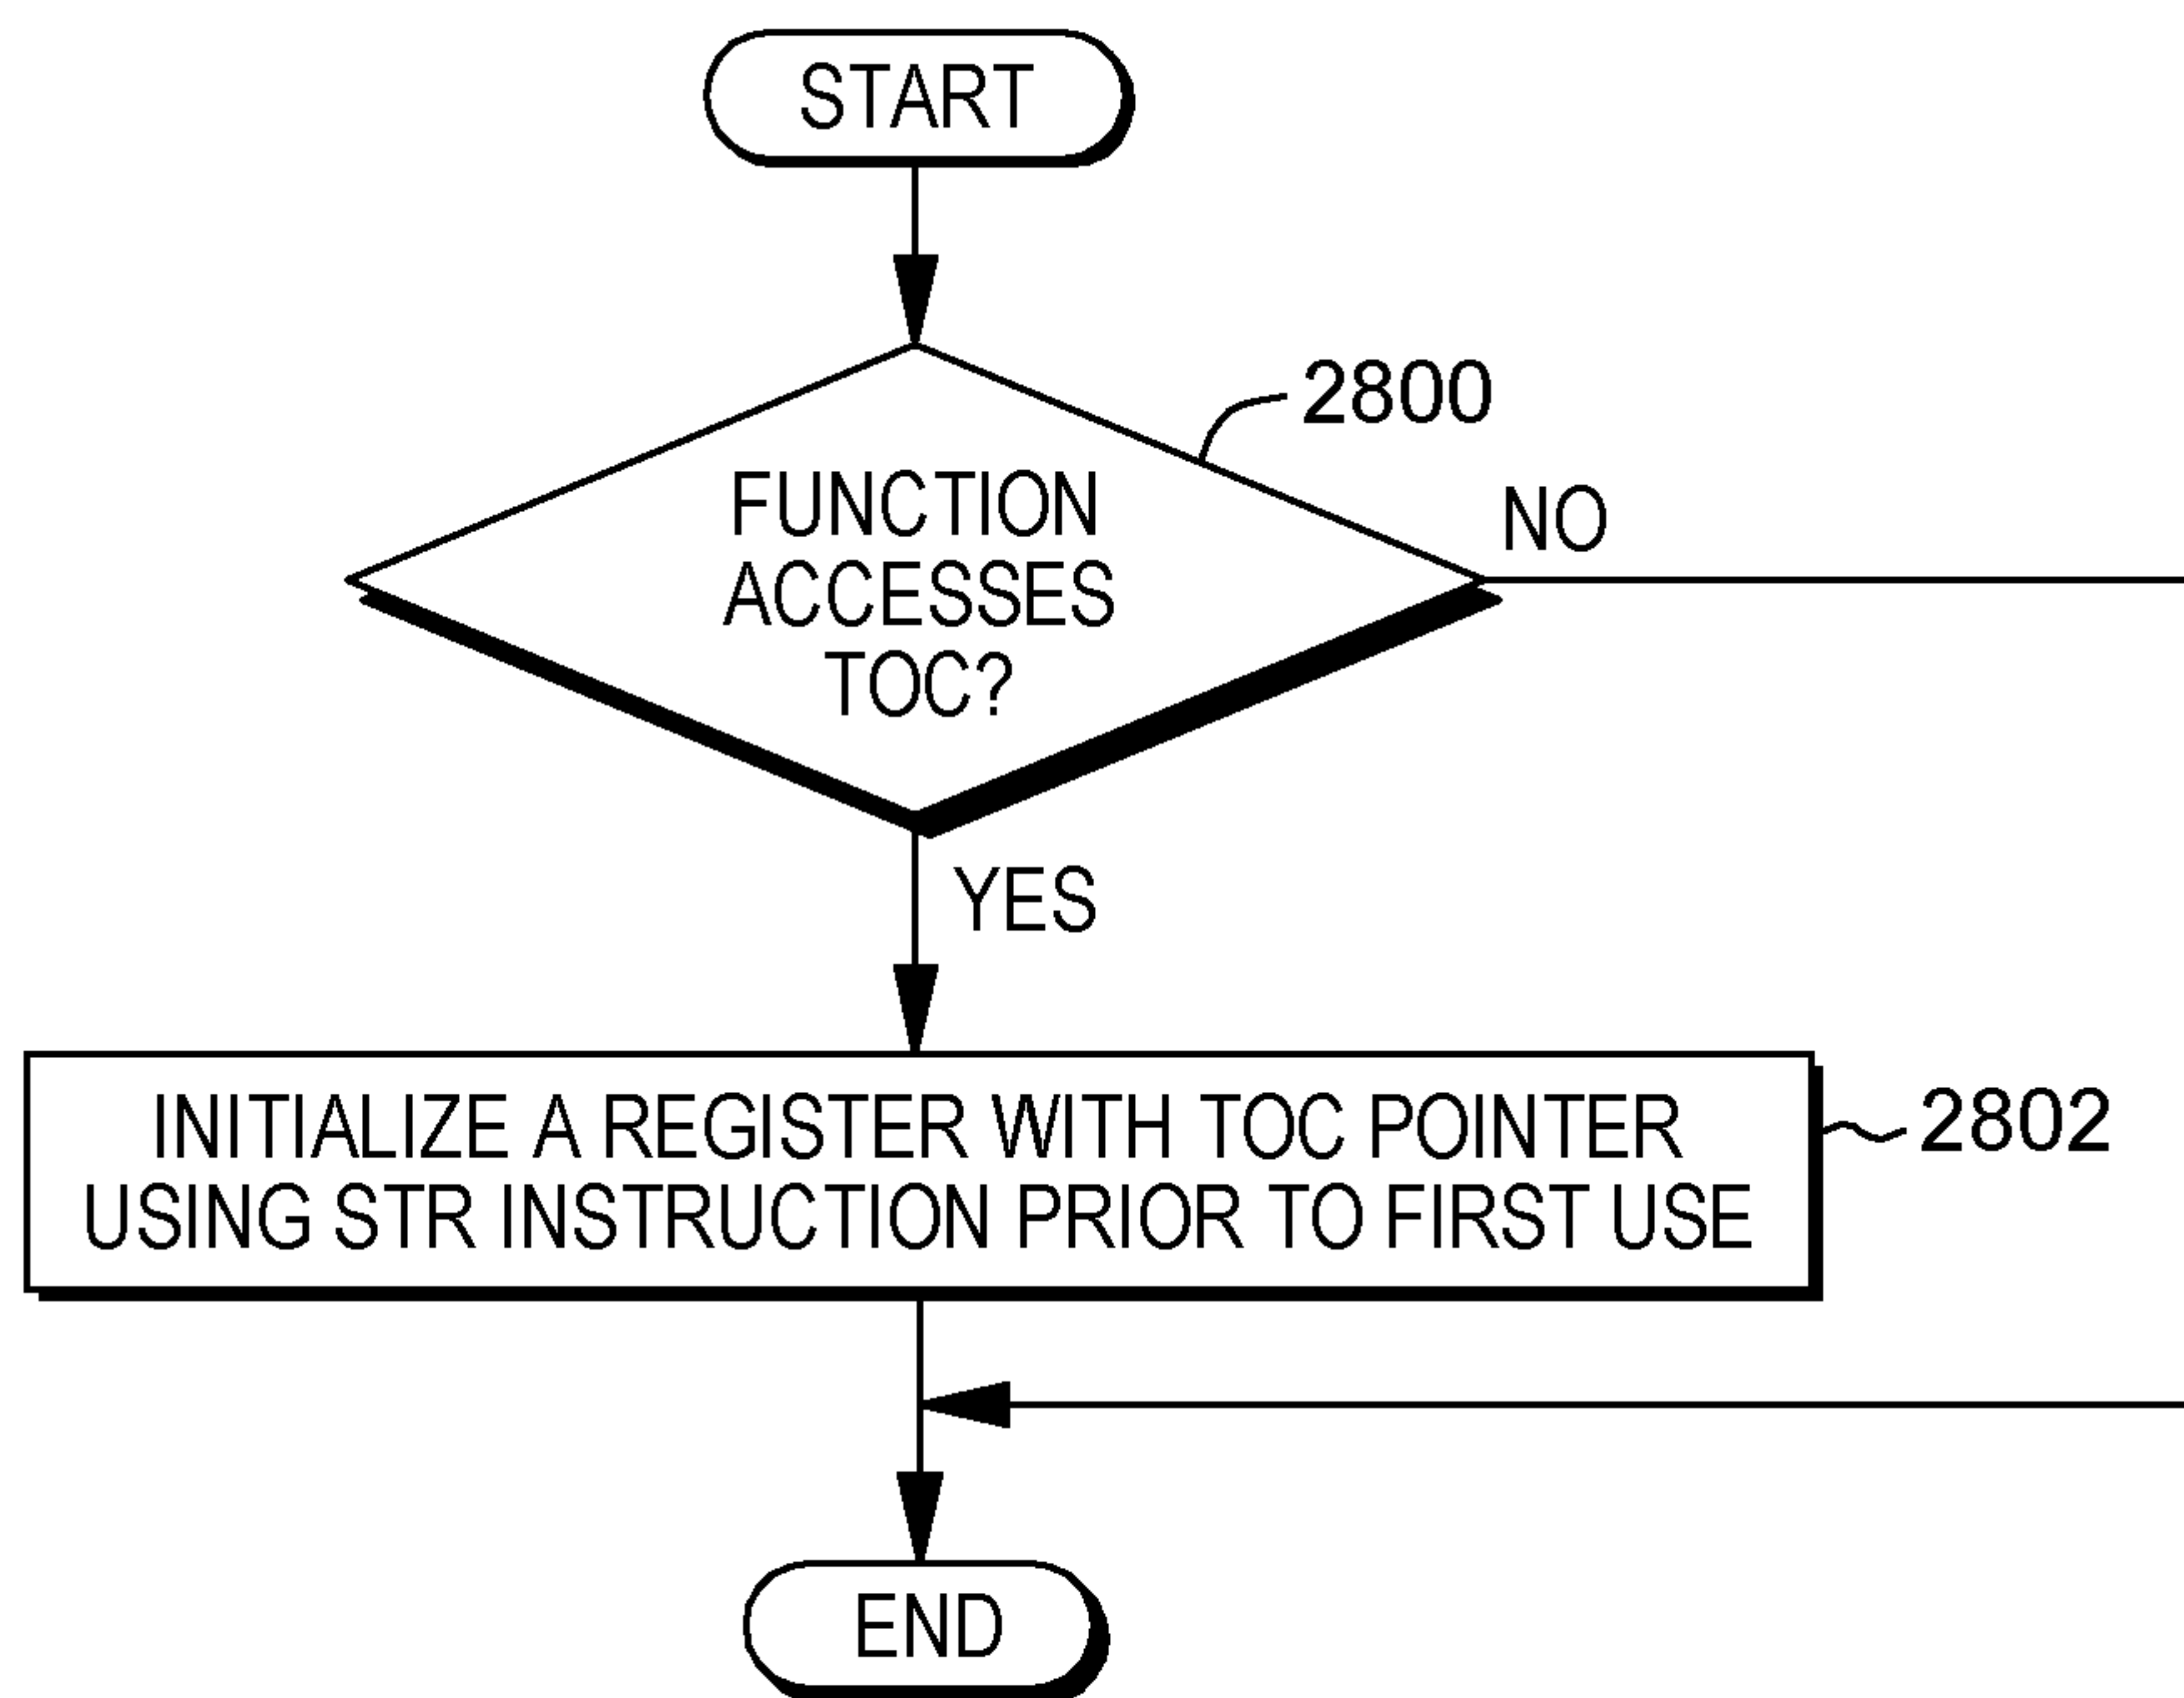 START
2800
FUNCTION
ACCESSES
TOC?
NO
YES
INITIALIZE A REGISTER WITH TOC POINTER
USING STR INSTRUCTION PRIOR TO FIRST USE
2802
END